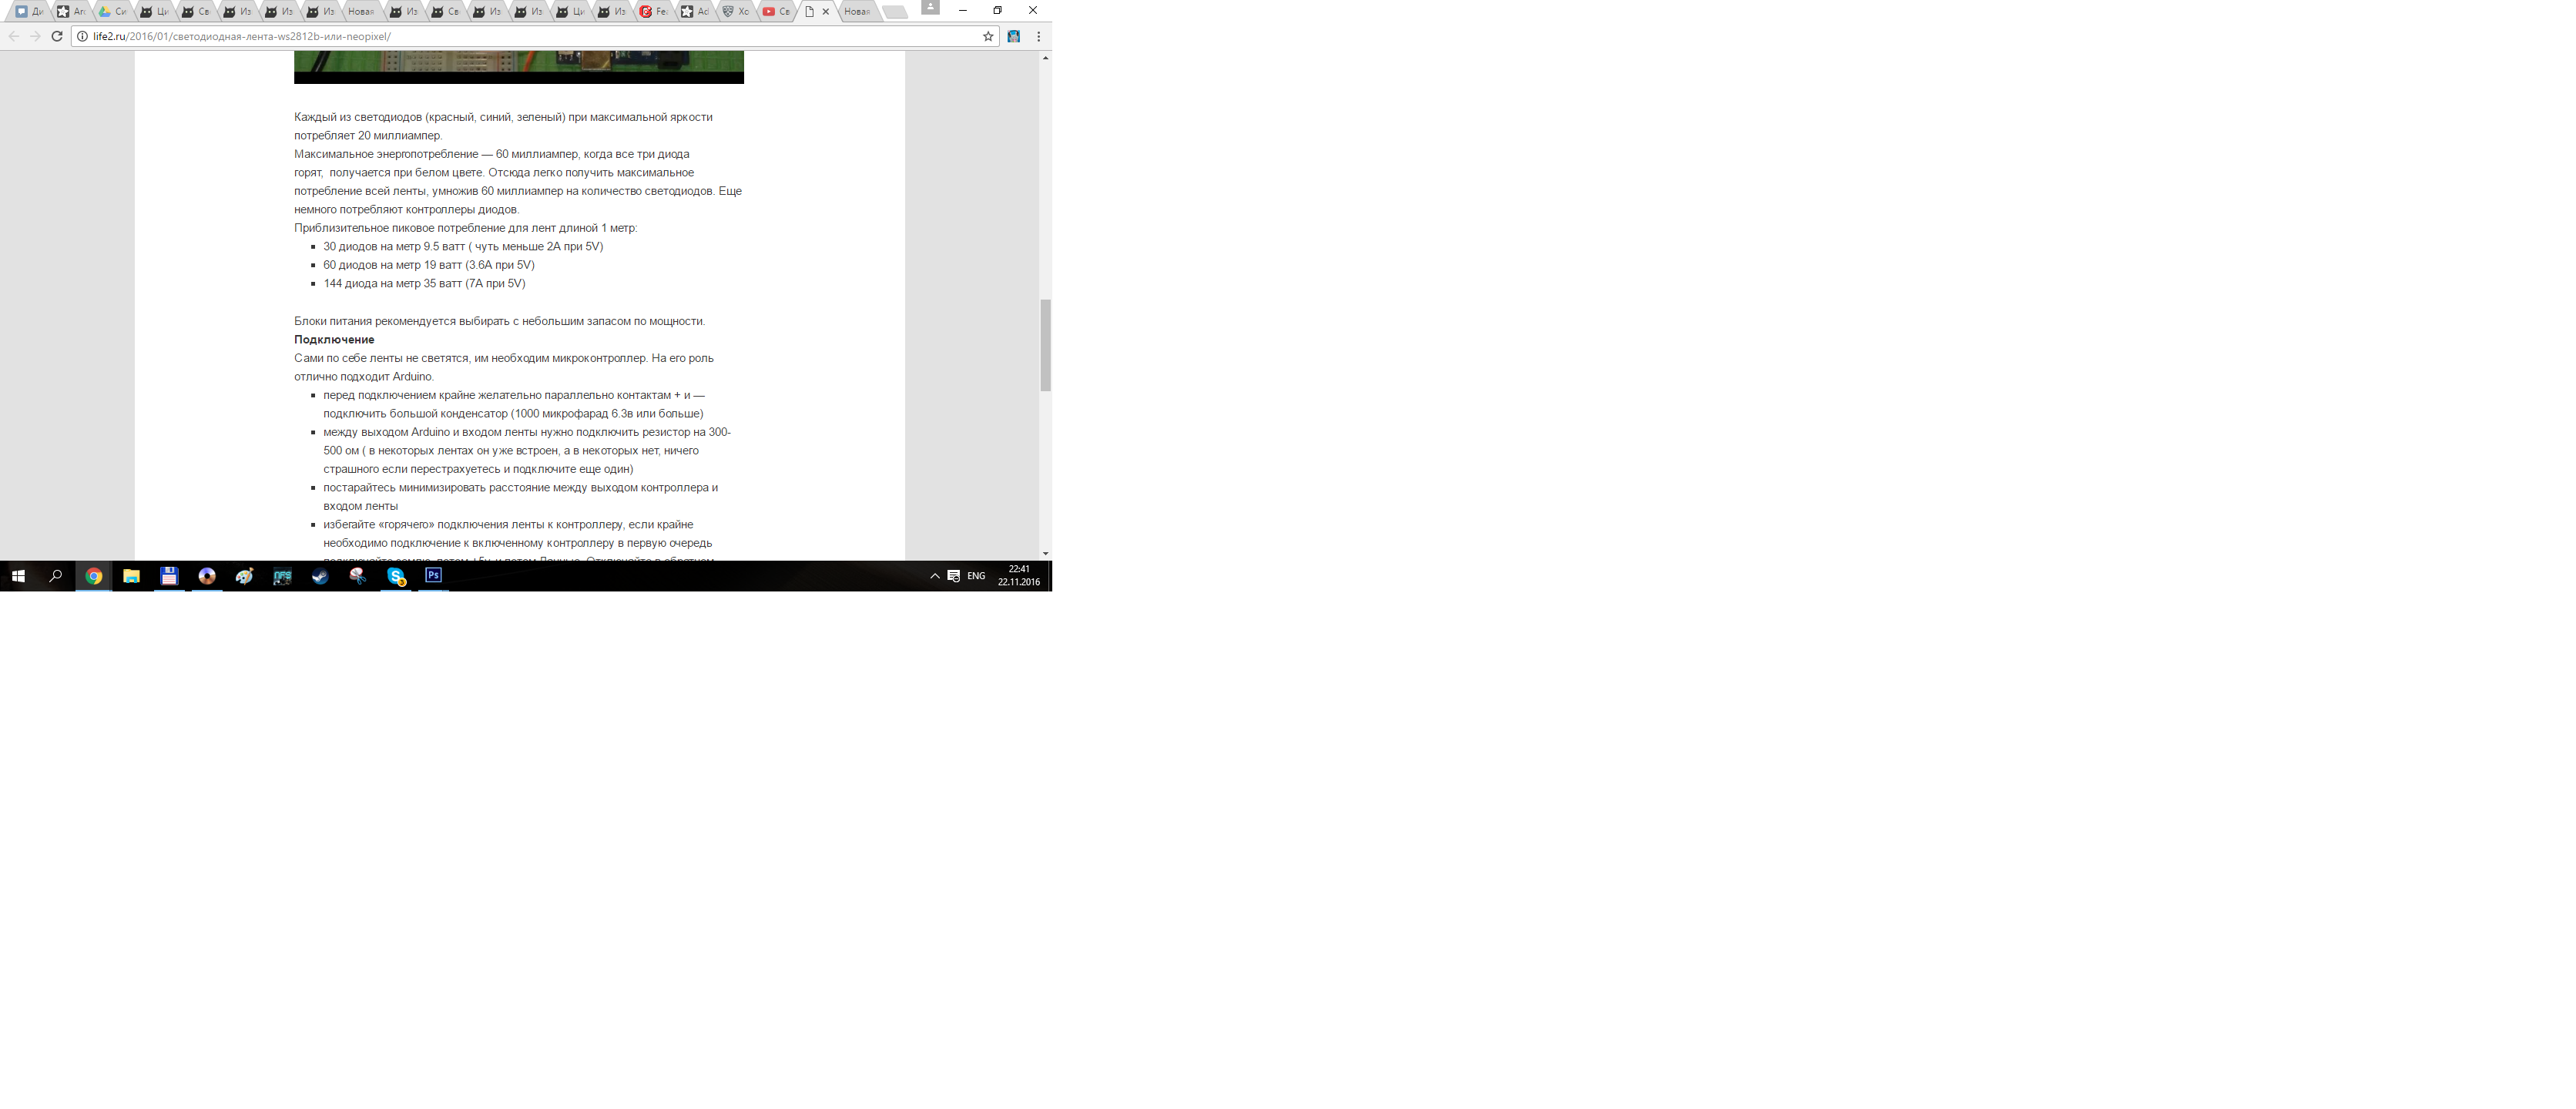 Ди
Аг
Си
Ци
Св
Из
Из
Из
Новая
Из
Св
Из
Из
Ци
Из
Fe
Ad
Хо
Св
Новая
life2.ru/2016/01/светодиодная-лента-ws2812b-или-neopixel/
Каждый из светодиодов (красный, синий, зеленый) при максимальной яркости
потребляет 20 миллиампер.
Максимальное энергопотребление — 60 миллиампер, когда все три диода
горят,  получается при белом цвете. Отсюда легко получить максимальное
потребление всей ленты, умножив 60 миллиампер на количество светодиодов. Еще
немного потребляют контроллеры диодов.
Приблизительное пиковое потребление для лент длиной 1 метр:
30 диодов на метр 9.5 ватт ( чуть меньше 2А при 5V)
60 диодов на метр 19 ватт (3.6А при 5V)
144 диода на метр 35 ватт (7А при 5V)
Блоки питания рекомендуется выбирать с небольшим запасом по мощности.
Подключение
Сами по себе ленты не светятся, им необходим микроконтроллер. На его роль
отлично подходит Arduino.
перед подключением крайне желательно параллельно контактам + и —
подключить большой конденсатор (1000 микрофарад 6.3в или больше)
между выходом Arduino и входом ленты нужно подключить резистор на 300-
500 ом ( в некоторых лентах он уже встроен, а в некоторых нет, ничего
страшного если перестрахуетесь и подключите еще один)
постарайтесь минимизировать расстояние между выходом контроллера и
входом ленты
избегайте «горячего» подключения ленты к контроллеру, если крайне
необходимо подключение к включенному контроллеру в первую очередь
подключайте землю, потом +5v и потом Данные. Отключайте в обратном
Ps
ENG
22:41
22.11.2016